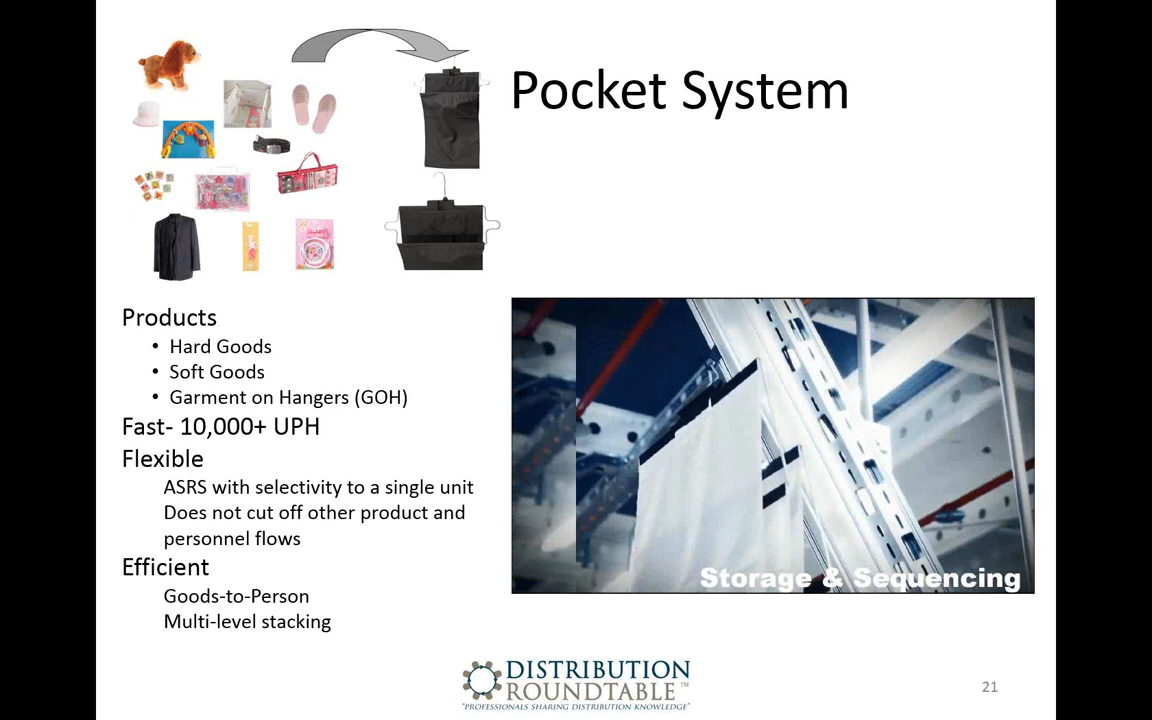 Pocket System
Products
• Hard Goods
• Soft Goods
• Garment on Hangers (GOH)
Fast- 10,000+ UPH
Flexible
ASRS with selectivity to a single unit
Does not cut off other product and
personnel flows
Efficient
Goods-to-Person
Multi-level stacking
Storage & Sequencing
DISTRIBUTION
ROUNDTABLE™
"PROFESSIONALS SHARING DISTRIBUTION KNOWLEDGE"
21